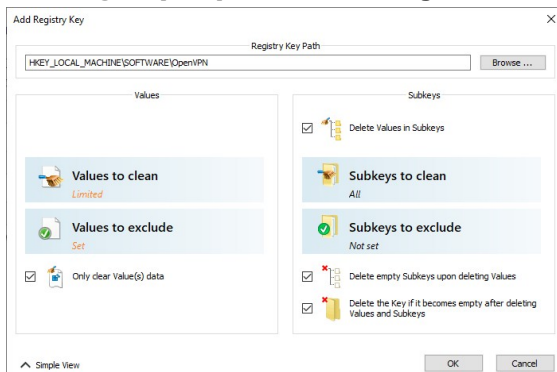 Add Registry Key
Registry Key Path
HKEY_LOCAL_MACHINE\SOFTWARE\OpenVPN
Browse ...
Values
Values to clean
Limited
Values to exclude
Set
Only clear Value(s) data
Subkeys
Delete Values in Subkeys
Subkeys to clean
All
Subkeys to exclude
Not set
Delete empty Subkeys upon deleting Values
Delete the Key if it becomes empty after deleting
Values and Subkeys
Simple View
OK
Cancel